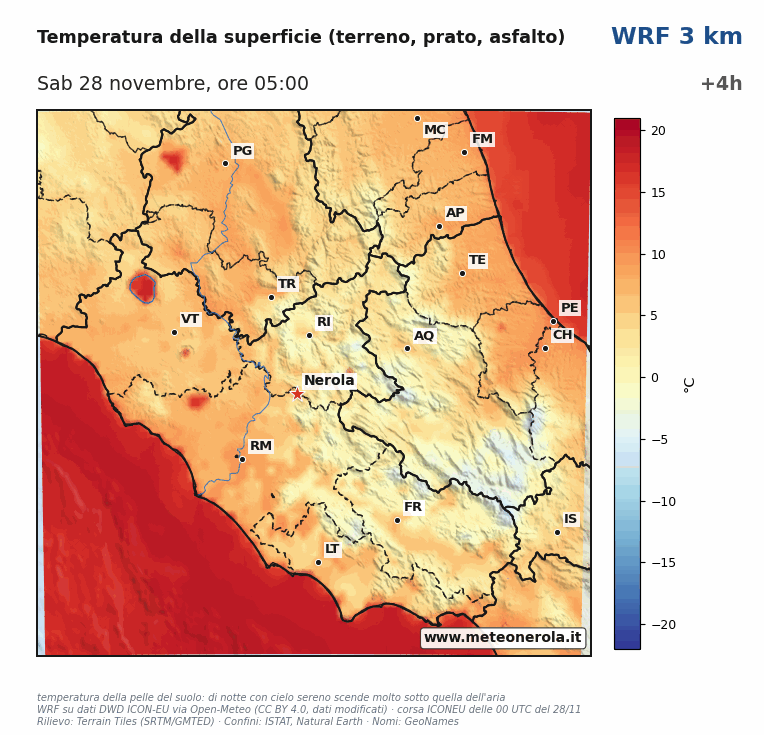 Temperatura della superficie (terreno, prato, asfalto)
WRF 3 km
Sab 28 novembre, ore 05:00
+4h
MC
FM
PG
AP
TE
TR
PE
VT
RI
AQ
CH
Nerola
RM
FR
IS
LT
www.meteonerola.it
20
15
10
5
0
−5
−10
−15
−20
°C
temperatura della pelle del suolo: di notte con cielo sereno scende molto sotto quella dell'aria
WRF su dati DWD ICON-EU via Open-Meteo (CC BY 4.0, dati modificati) · corsa ICONEU delle 00 UTC del 28/11
Rilievo: Terrain Tiles (SRTM/GMTED) · Confini: ISTAT, Natural Earth · Nomi: GeoNames